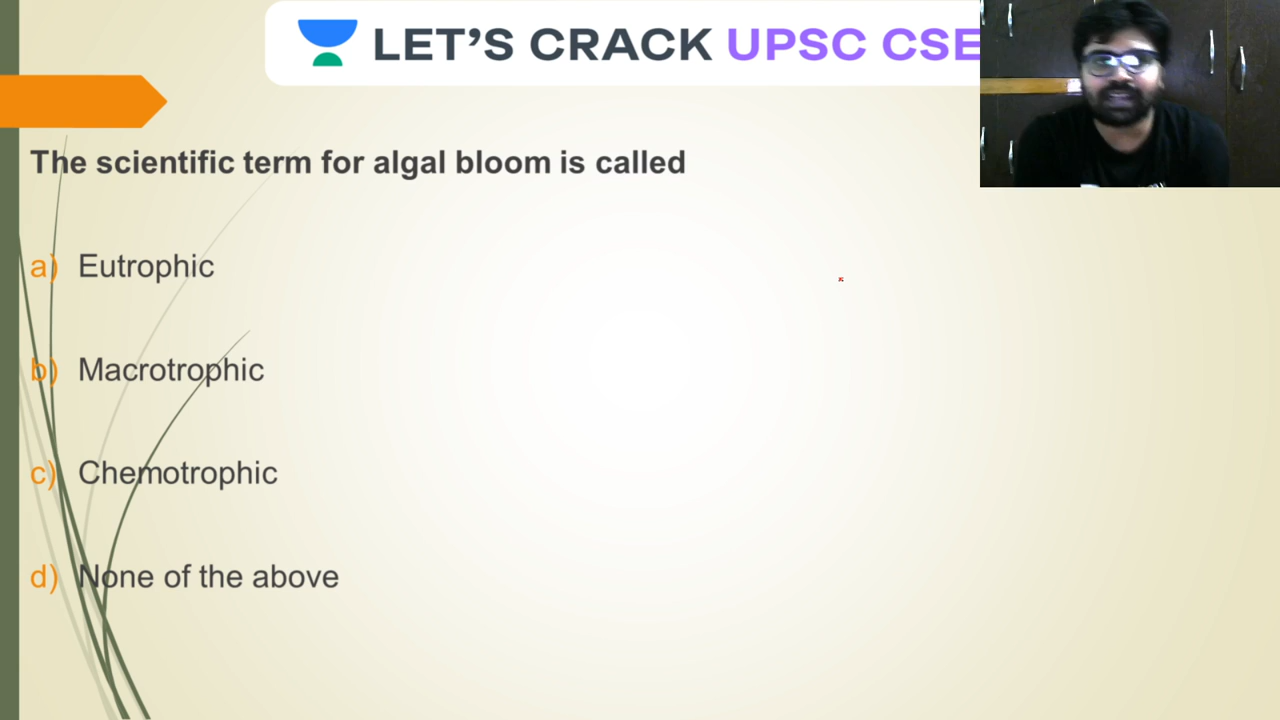 LET'S CRACK UPSC CSE
The scientific term for algal bloom is called
a) Eutrophic
b) Macrotrophic
c) Chemotrophic
d) None of the above